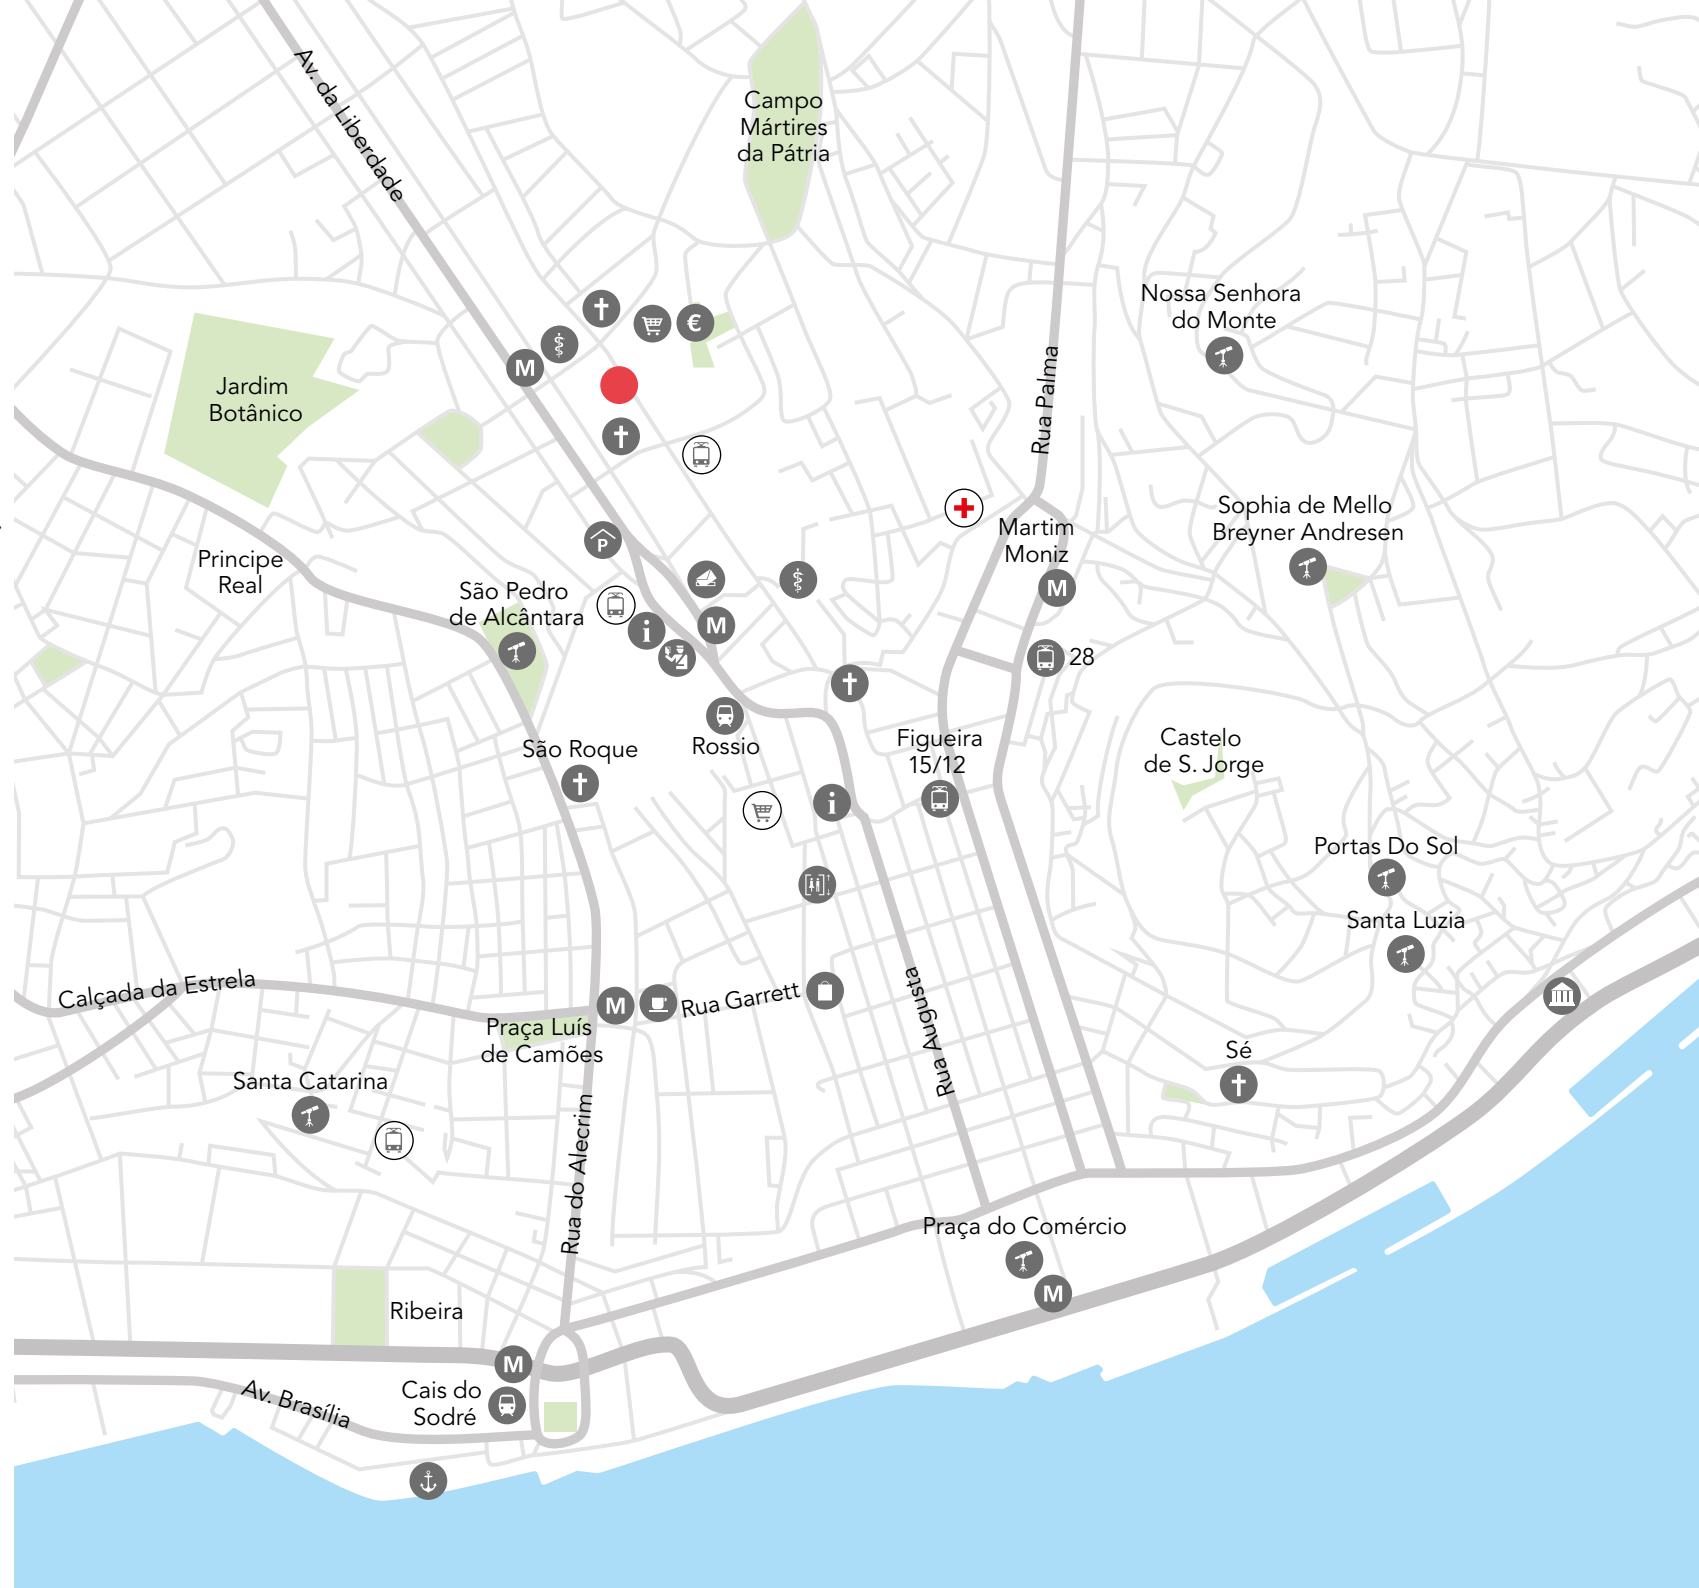 Av. da Liberdade
Campo
Mártires
da Pátria
Nossa Senhora
do Monte
€
M
Jardim
Botânico
Rua Palma
Sophia de Mello
Breyner Andresen
Martim
Moniz
M
P
Principe
Real
São Pedro
de Alcântara
i
M
28
São Roque
Rossio
Figueira
15/12
Castelo
de S. Jorge
i
Portas Do Sol
Santa Luzia
Calçada da Estrela
M
Rua Garrett
Rua Augusta
Praça Luís
de Camões
Sé
Santa Catarina
Rua do Alecrim
Praça do Comércio
M
Ribeira
M
Cais do
Sodré
Av. Brasília